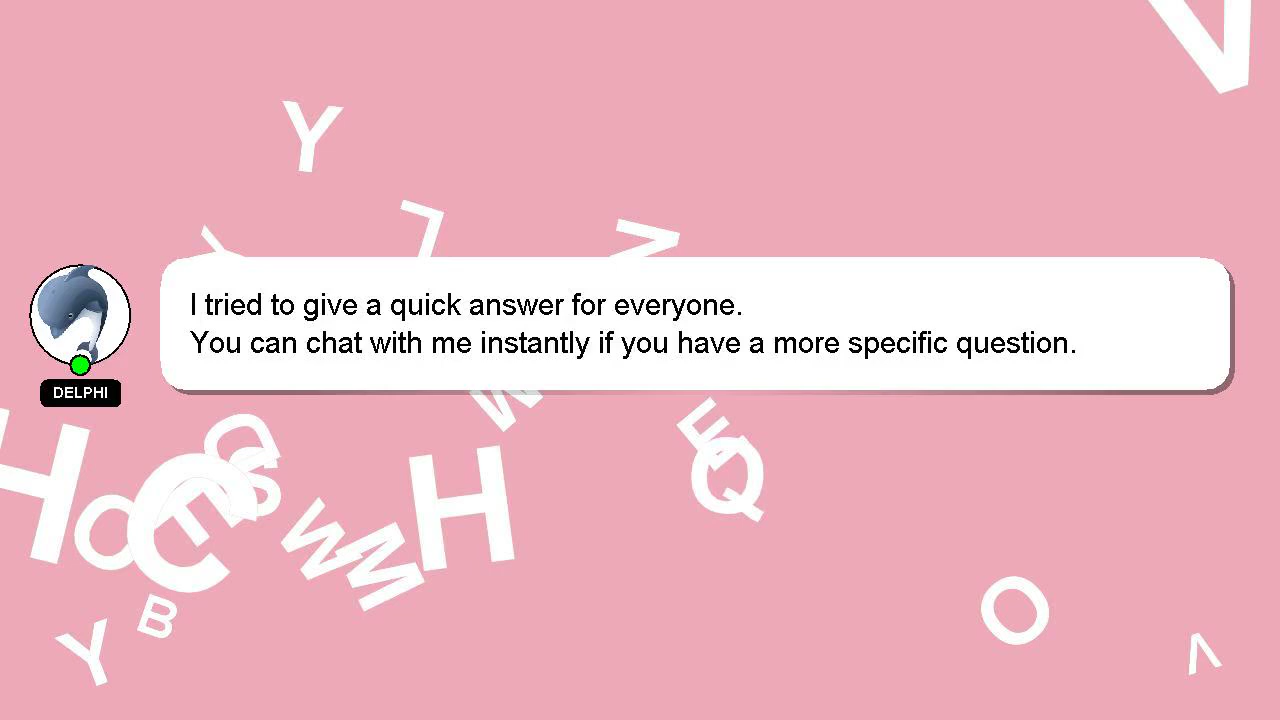 V
Y
L
Z
I tried to give a quick answer for everyone.
You can chat with me instantly if you have a more specific question.
DELPHI
W
E
Q
H
O
C
S
W
M
H
B
Y
O
V